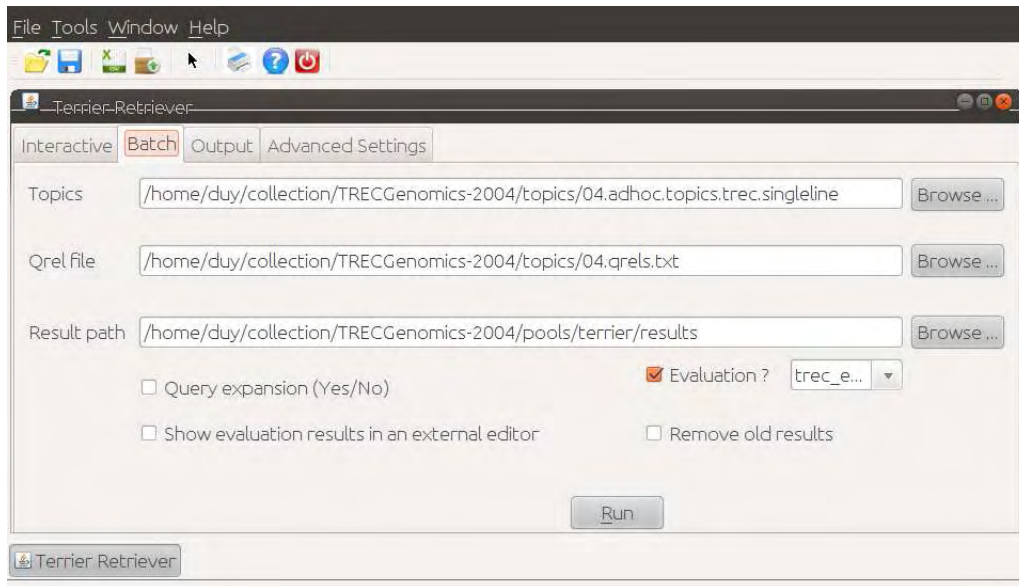 File Tools Window Help
Terrier Retriever
Interactive Batch Output Advanced Settings
Topics /home/duy/collection/TRECGenomics-2004/topics/04.adhoc.topics.trec.singleline Browse ...
Qrel file /home/duy/collection/TRECGenomics-2004/topics/04.qrels.txt Browse ...
Result path /home/duy/collection/TRECGenomics-2004/pools/terrier/results Browse ...
Query expansion (Yes/No) Evaluation ? trec_e...
Show evaluation results in an external editor Remove old results
Run
Terrier Retriever